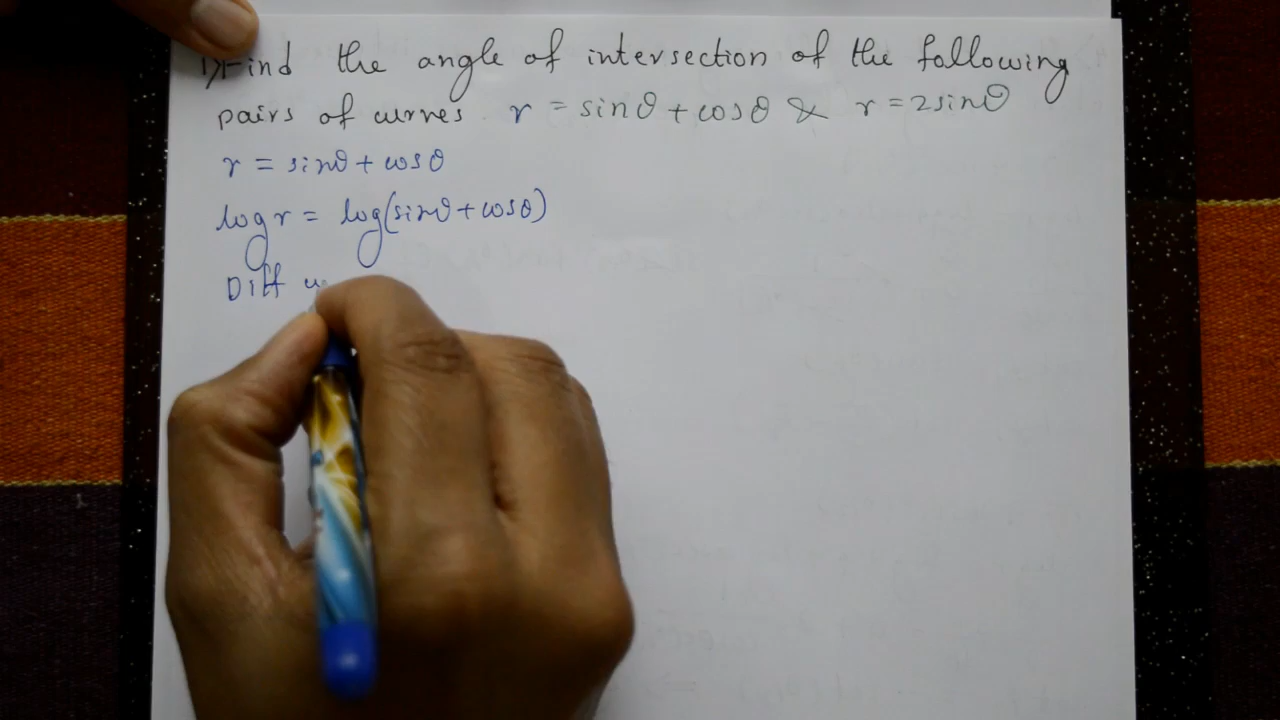 1) Find the angle of intersection of the following
pairs of curves r = sinθ + cosθ & r = 2sinθ
r = sinθ + cosθ
log r = log(sinθ + cosθ)
Diff